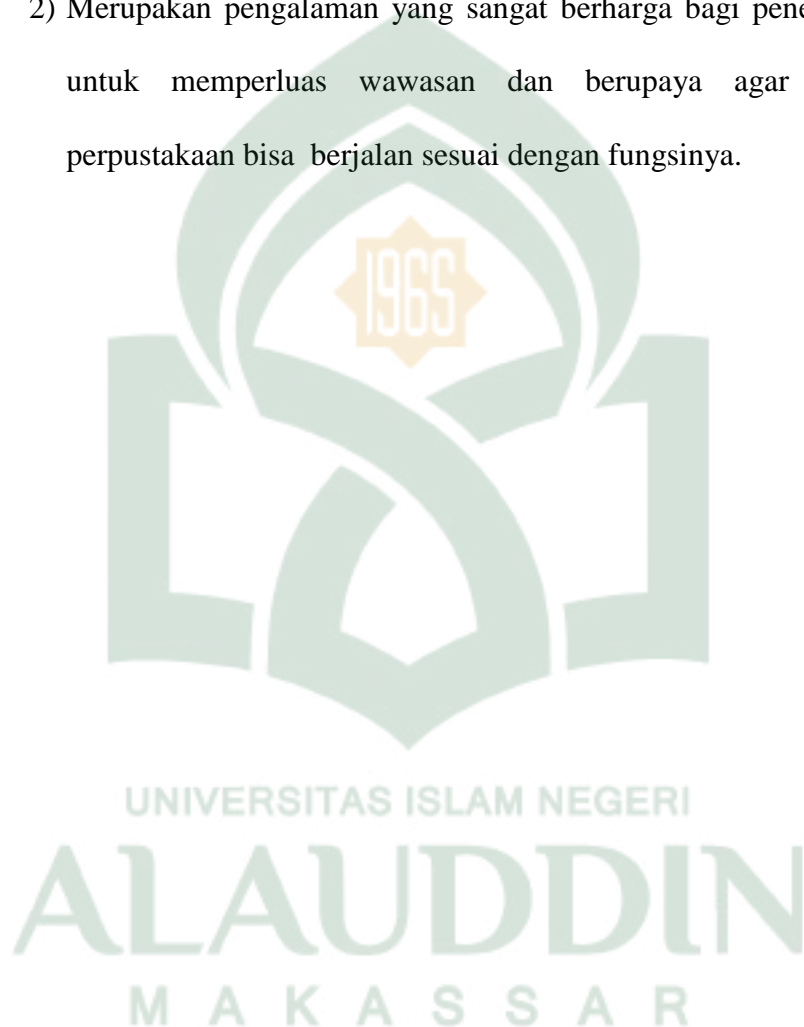 2) Merupakan pengalaman yang sangat berharga bagi
untuk memperluas wawasan dan berupaya agar
perpustakaan bisa berjalan sesuai dengan fungsinya.
1965
UNIVERSITAS ISLAM NEGERI
ALAUDDIN
MAKASSAR